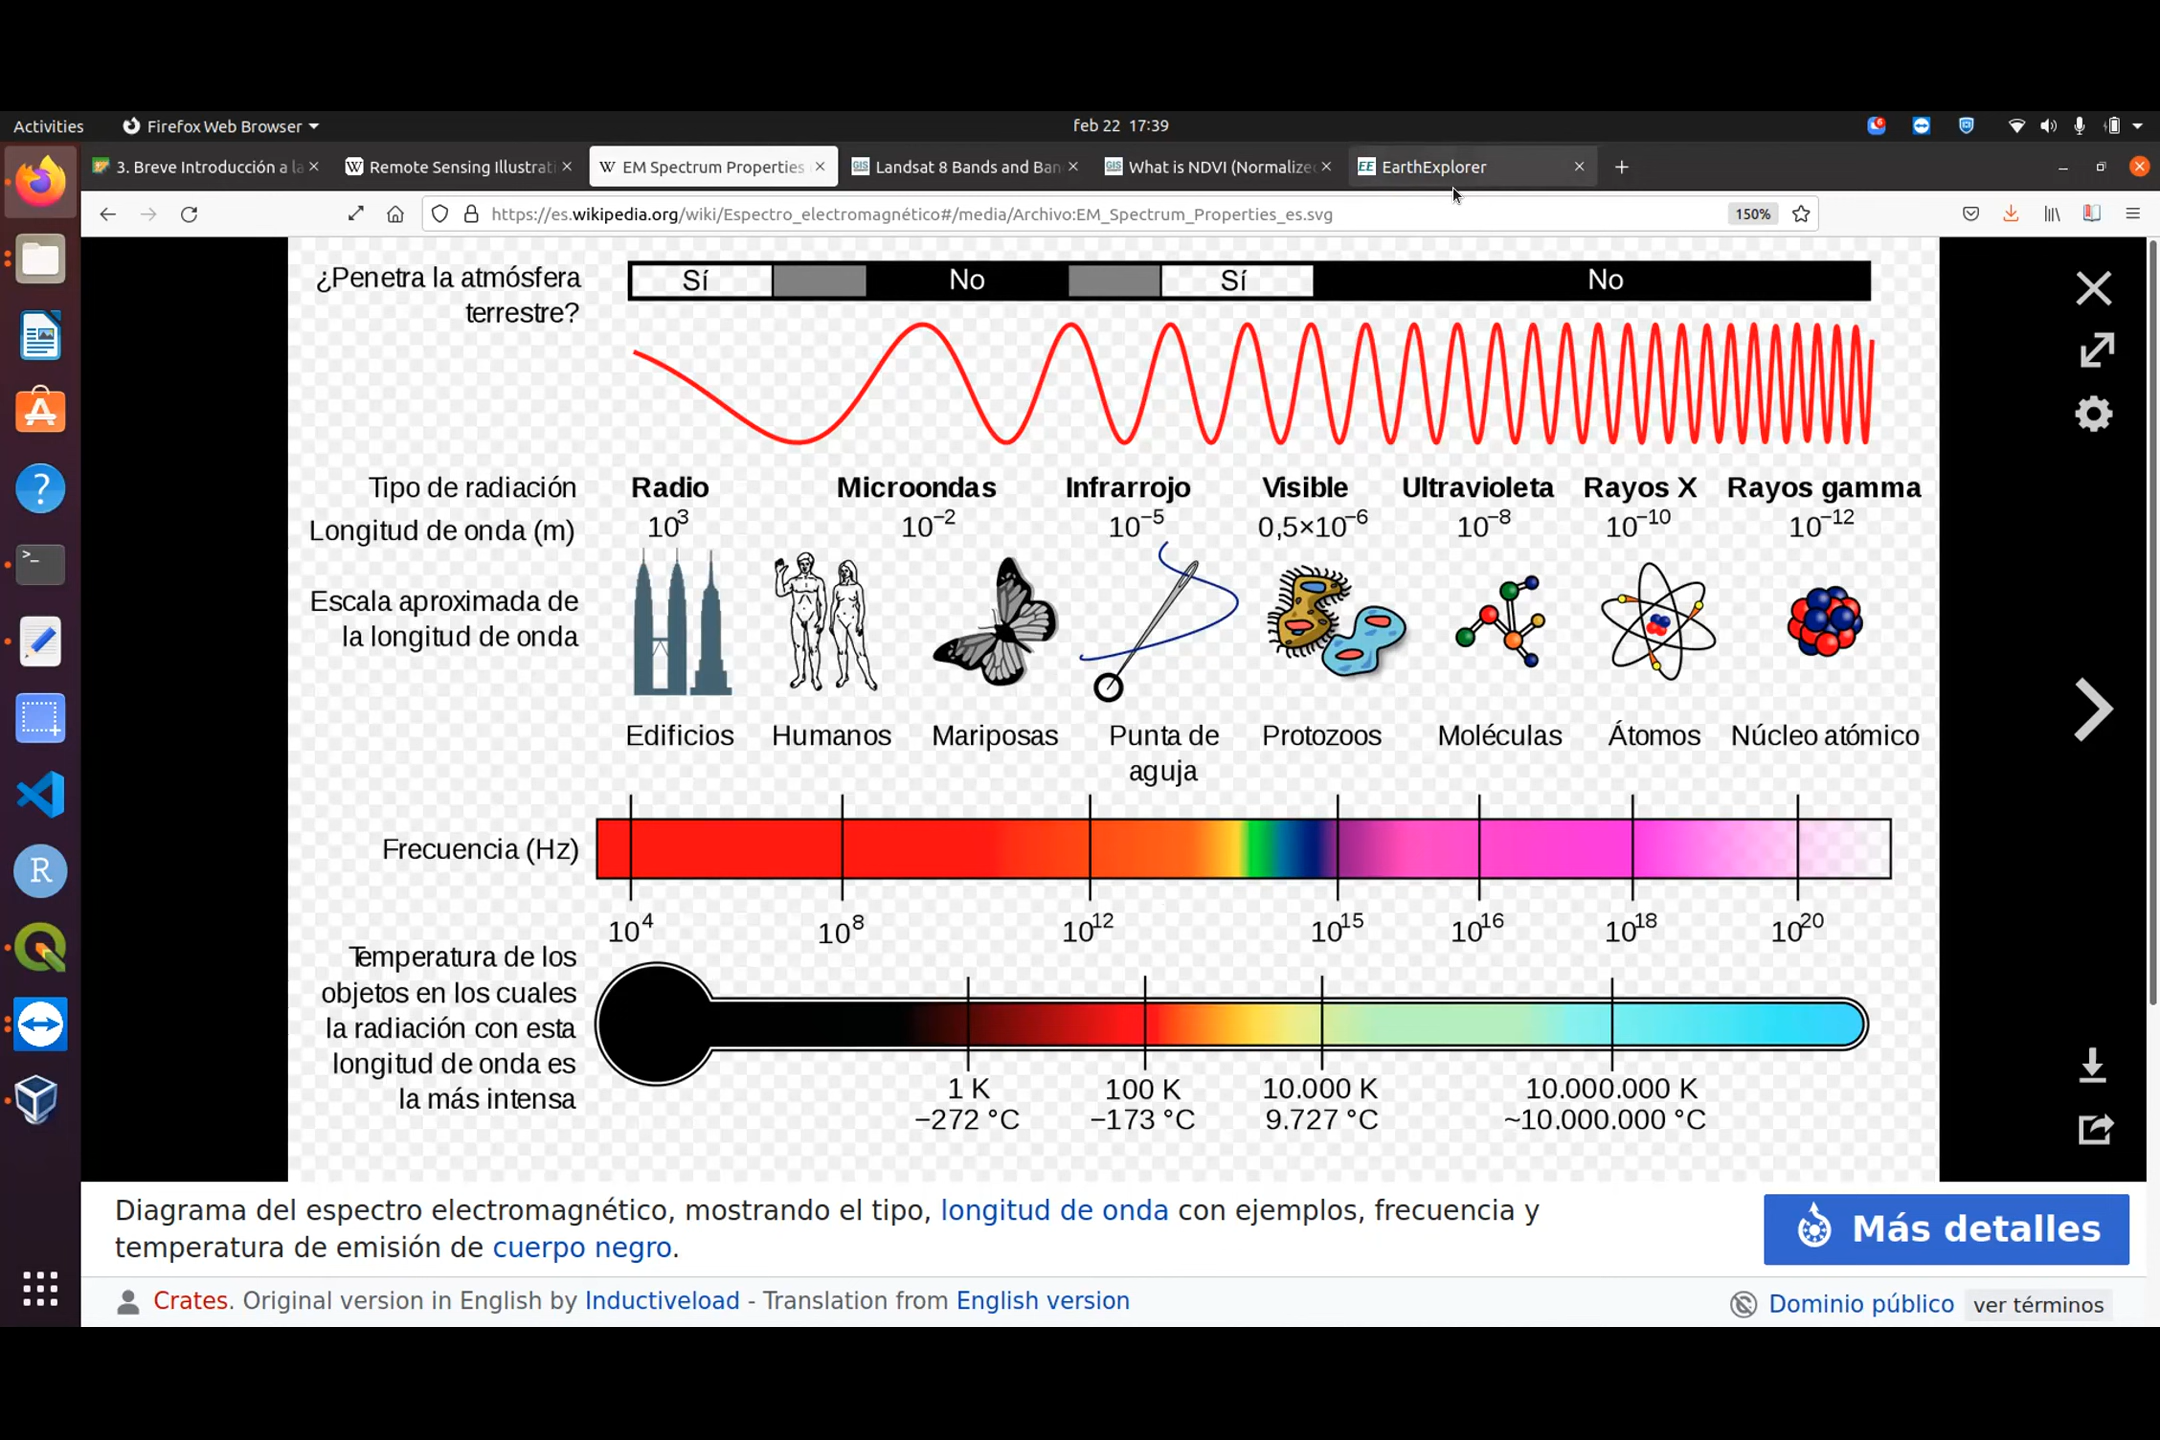 Activities
Firefox Web Browser
feb 22 17:39
3. Breve Introducción a la
Remote Sensing Illustrati
EM Spectrum Properties
Landsat 8 Bands and Ban
What is NDVI (Normalize
EarthExplorer
https://es.wikipedia.org/wiki/Espectro_electromagnético#/media/Archivo:EM_Spectrum_Properties_es.svg
150%
¿Penetra la atmósfera
terrestre?
Sí No Sí No
Tipo de radiación
Radio Microondas Infrarrojo Visible Ultravioleta Rayos X Rayos gamma
Longitud de onda (m)
10³ 10⁻² 10⁻⁵ 0,5×10⁻⁶ 10⁻⁸ 10⁻¹⁰ 10⁻¹²
Escala aproximada de
la longitud de onda
Edificios Humanos Mariposas Punta de Protozoos Moléculas Átomos Núcleo atómico
aguja
Frecuencia (Hz)
10⁴ 10⁸ 10¹² 10¹⁵ 10¹⁶ 10¹⁸ 10²⁰
Temperatura de los
objetos en los cuales
la radiación con esta
longitud de onda es
la más intensa
1 K 100 K 10.000 K 10.000.000 K
−272 °C −173 °C 9.727 °C ~10.000.000 °C
Diagrama del espectro electromagnético, mostrando el tipo, longitud de onda con ejemplos, frecuencia y
temperatura de emisión de cuerpo negro.
Más detalles
Crates. Original version in English by Inductiveload - Translation from English version
Dominio público ver términos